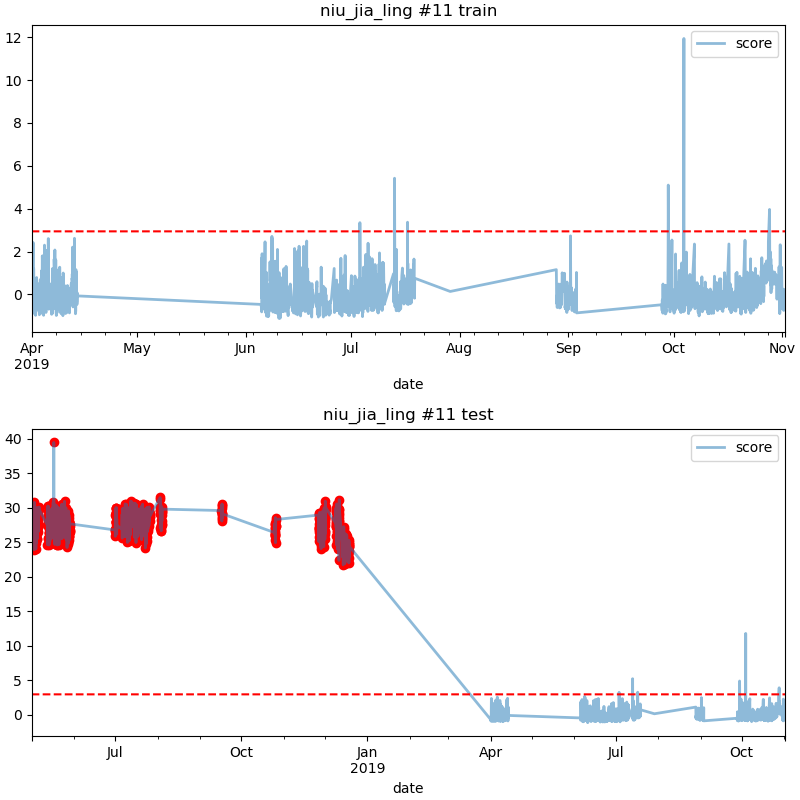 niu_jia_ling #11 train
score
12
10
8
6
4
2
0
Apr May Jun Jul Aug Sep Oct Nov
2019
date
niu_jia_ling #11 test
score
40
35
30
25
20
15
10
5
0
Jul Oct Jan Apr Jul Oct
2019
date